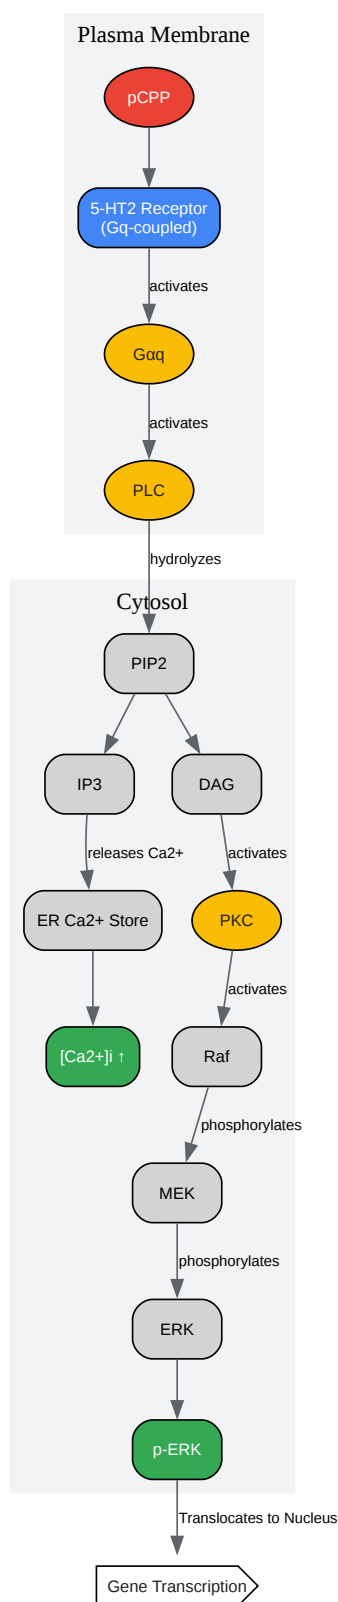 Plasma Membrane
pCPP
5-HT2 Receptor
(Gq-coupled)
activates
Gαq
activates
PLC
hydrolyzes
Cytosol
PIP2
IP3
DAG
releases Ca2+
activates
ER Ca2+ Store
PKC
activates
[Ca2+]i ↑
Raf
phosphorylates
MEK
phosphorylates
ERK
p-ERK
Translocates to Nucleus
Gene Transcription